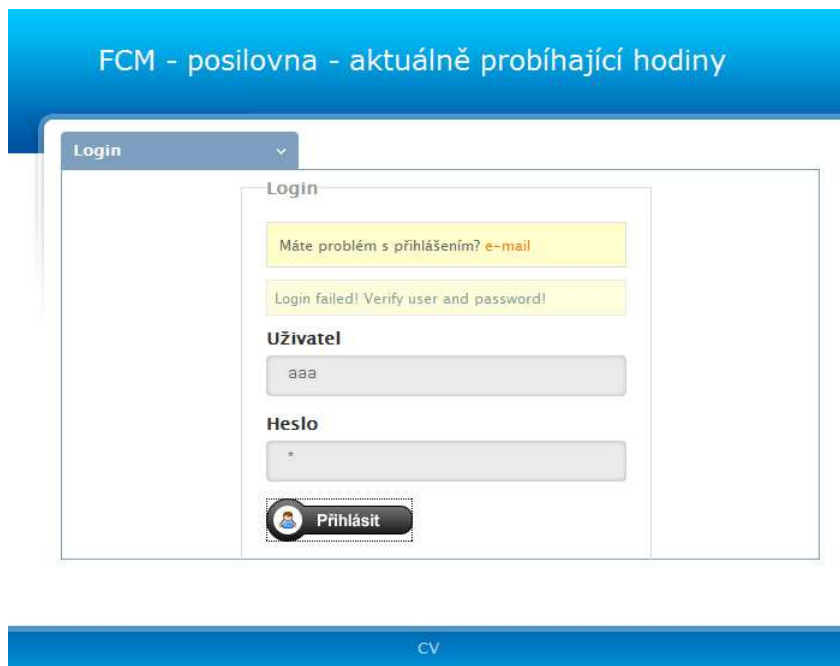 FCM - posilovna - aktuálně probíhající hodiny
Login
Login
Máte problém s přihlášením? e-mail
Login failed! Verify user and password!
Uživatel
aaa
Heslo
*
Přihlásit
CV